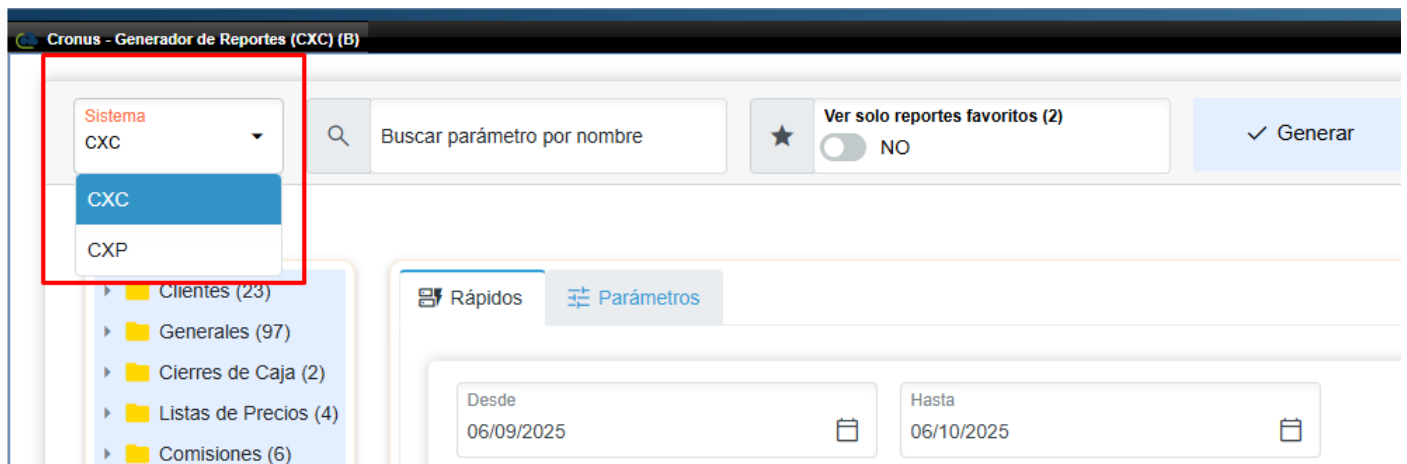 Cronus - Generador de Reportes (CXC) (B)
Sistema
CXC
Buscar parámetro por nombre
Ver solo reportes favoritos (2)
NO
Generar
CXC
CXP
Clientes (23)
Generales (97)
Cierres de Caja (2)
Listas de Precios (4)
Comisiones (6)
Rápidos
Parámetros
Desde
06/09/2025
Hasta
06/10/2025